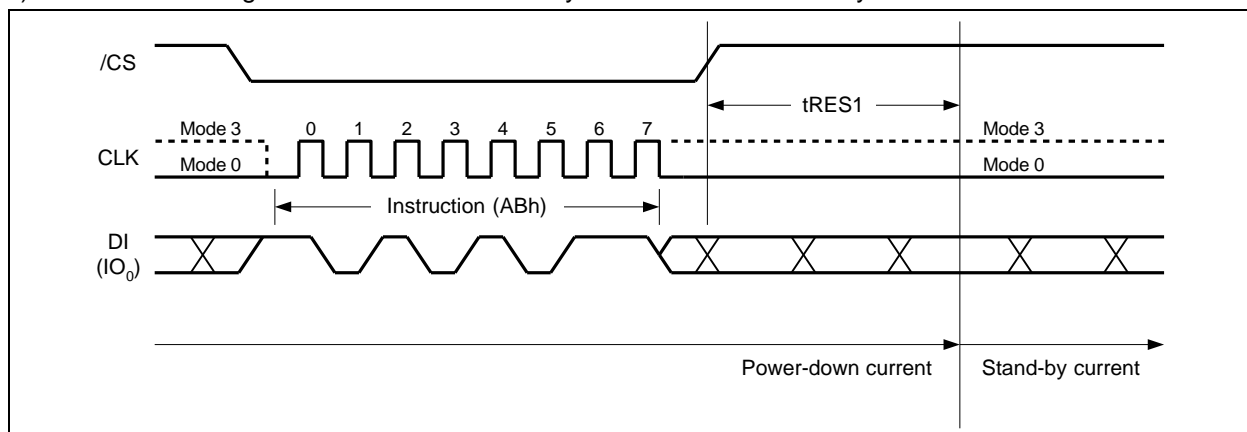 /CS
tRES1
Mode 3 0 1 2 3 4 5 6 7 Mode 3
CLK
Mode 0 Mode 0
Instruction (ABh)
DI
(IO₀)
Power-down current Stand-by current